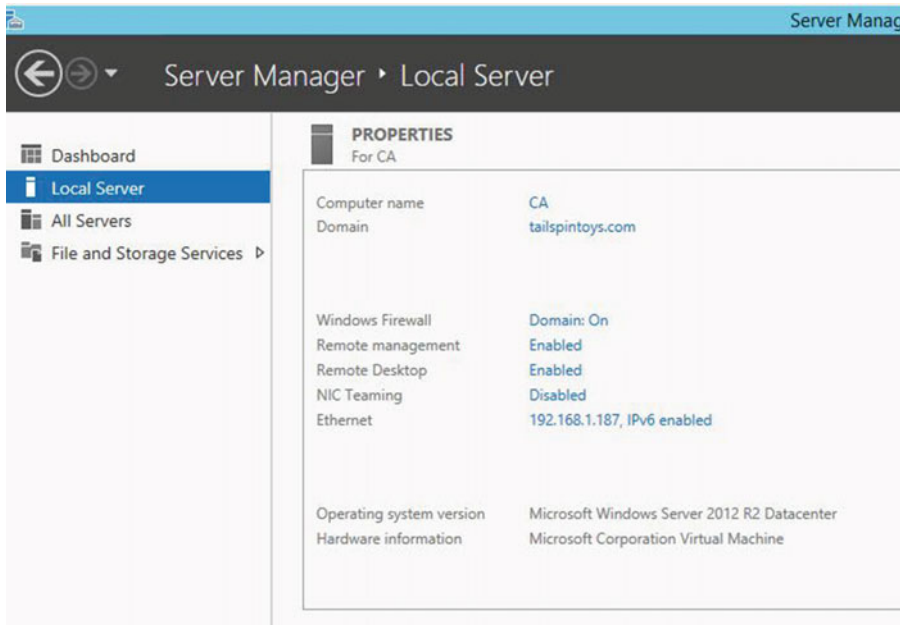 Server Manag
Server Manager • Local Server
Dashboard
Local Server
All Servers
File and Storage Services
PROPERTIES
For CA
Computer name CA
Domain tailspintoys.com
Windows Firewall Domain: On
Remote management Enabled
Remote Desktop Enabled
NIC Teaming Disabled
Ethernet 192.168.1.187, IPv6 enabled
Operating system version Microsoft Windows Server 2012 R2 Datacenter
Hardware information Microsoft Corporation Virtual Machine